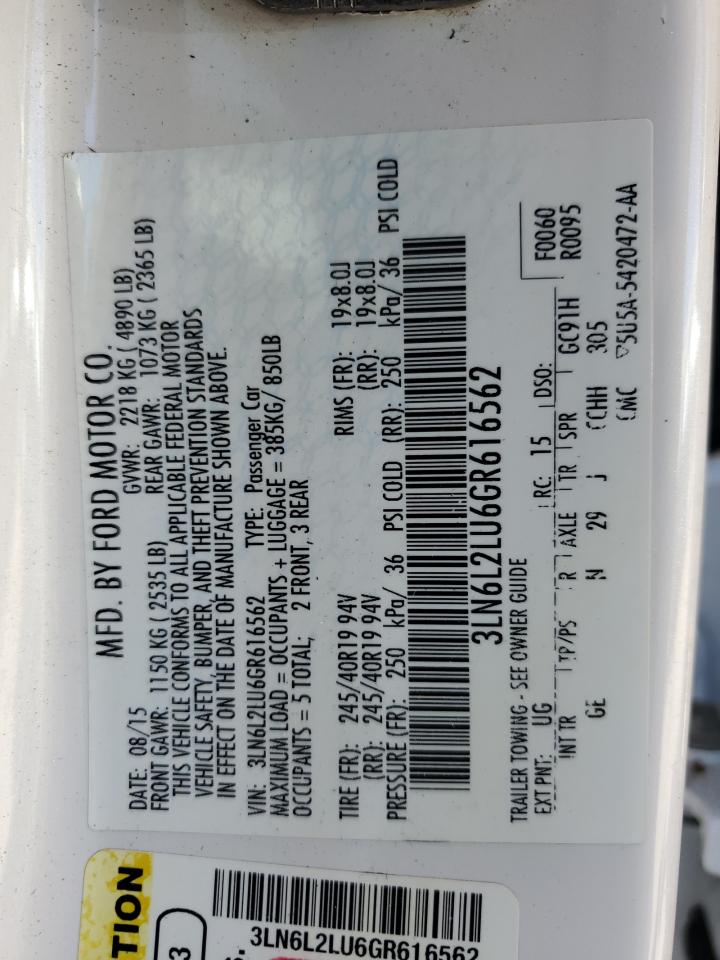 MFD. BY FORD MOTOR CO.
DATE: 08/15 GVWR: 2218 KG ( 4890 LB)
FRONT GAWR: 1150 KG ( 2535 LB) REAR GAWR: 1073 KG ( 2365 LB)
THIS VEHICLE CONFORMS TO ALL APPLICABLE FEDERAL MOTOR
VEHICLE SAFETY, BUMPER, AND THEFT PREVENTION STANDARDS
IN EFFECT ON THE DATE OF MANUFACTURE SHOWN ABOVE.
VIN: 3LN6L2LU6GR616562 TYPE: Passenger Car
MAXIMUM LOAD = OCCUPANTS + LUGGAGE = 385KG/ 850LB
OCCUPANTS = 5 TOTAL; 2 FRONT, 3 REAR
TIRE (FR): 245/40R19 94V RIMS (FR): 19x8.0J
(RR): 245/40R19 94V (RR): 19x8.0J
PRESSURE (FR): 250 kPa/ 36 PSI COLD (RR): 250 kPa/ 36 PSI COLD
3LN6L2LU6GR616562
TRAILER TOWING - SEE OWNER GUIDE F0060
EXT PNT: UG RC: 15 DSO: R0095
INT TR TP/PS R AXLE TR SPR GC91H
GE N 29 J CCHH 305
CMC 5U5A-5420472-AA
TION
3
3LN6L2LU6GR616562